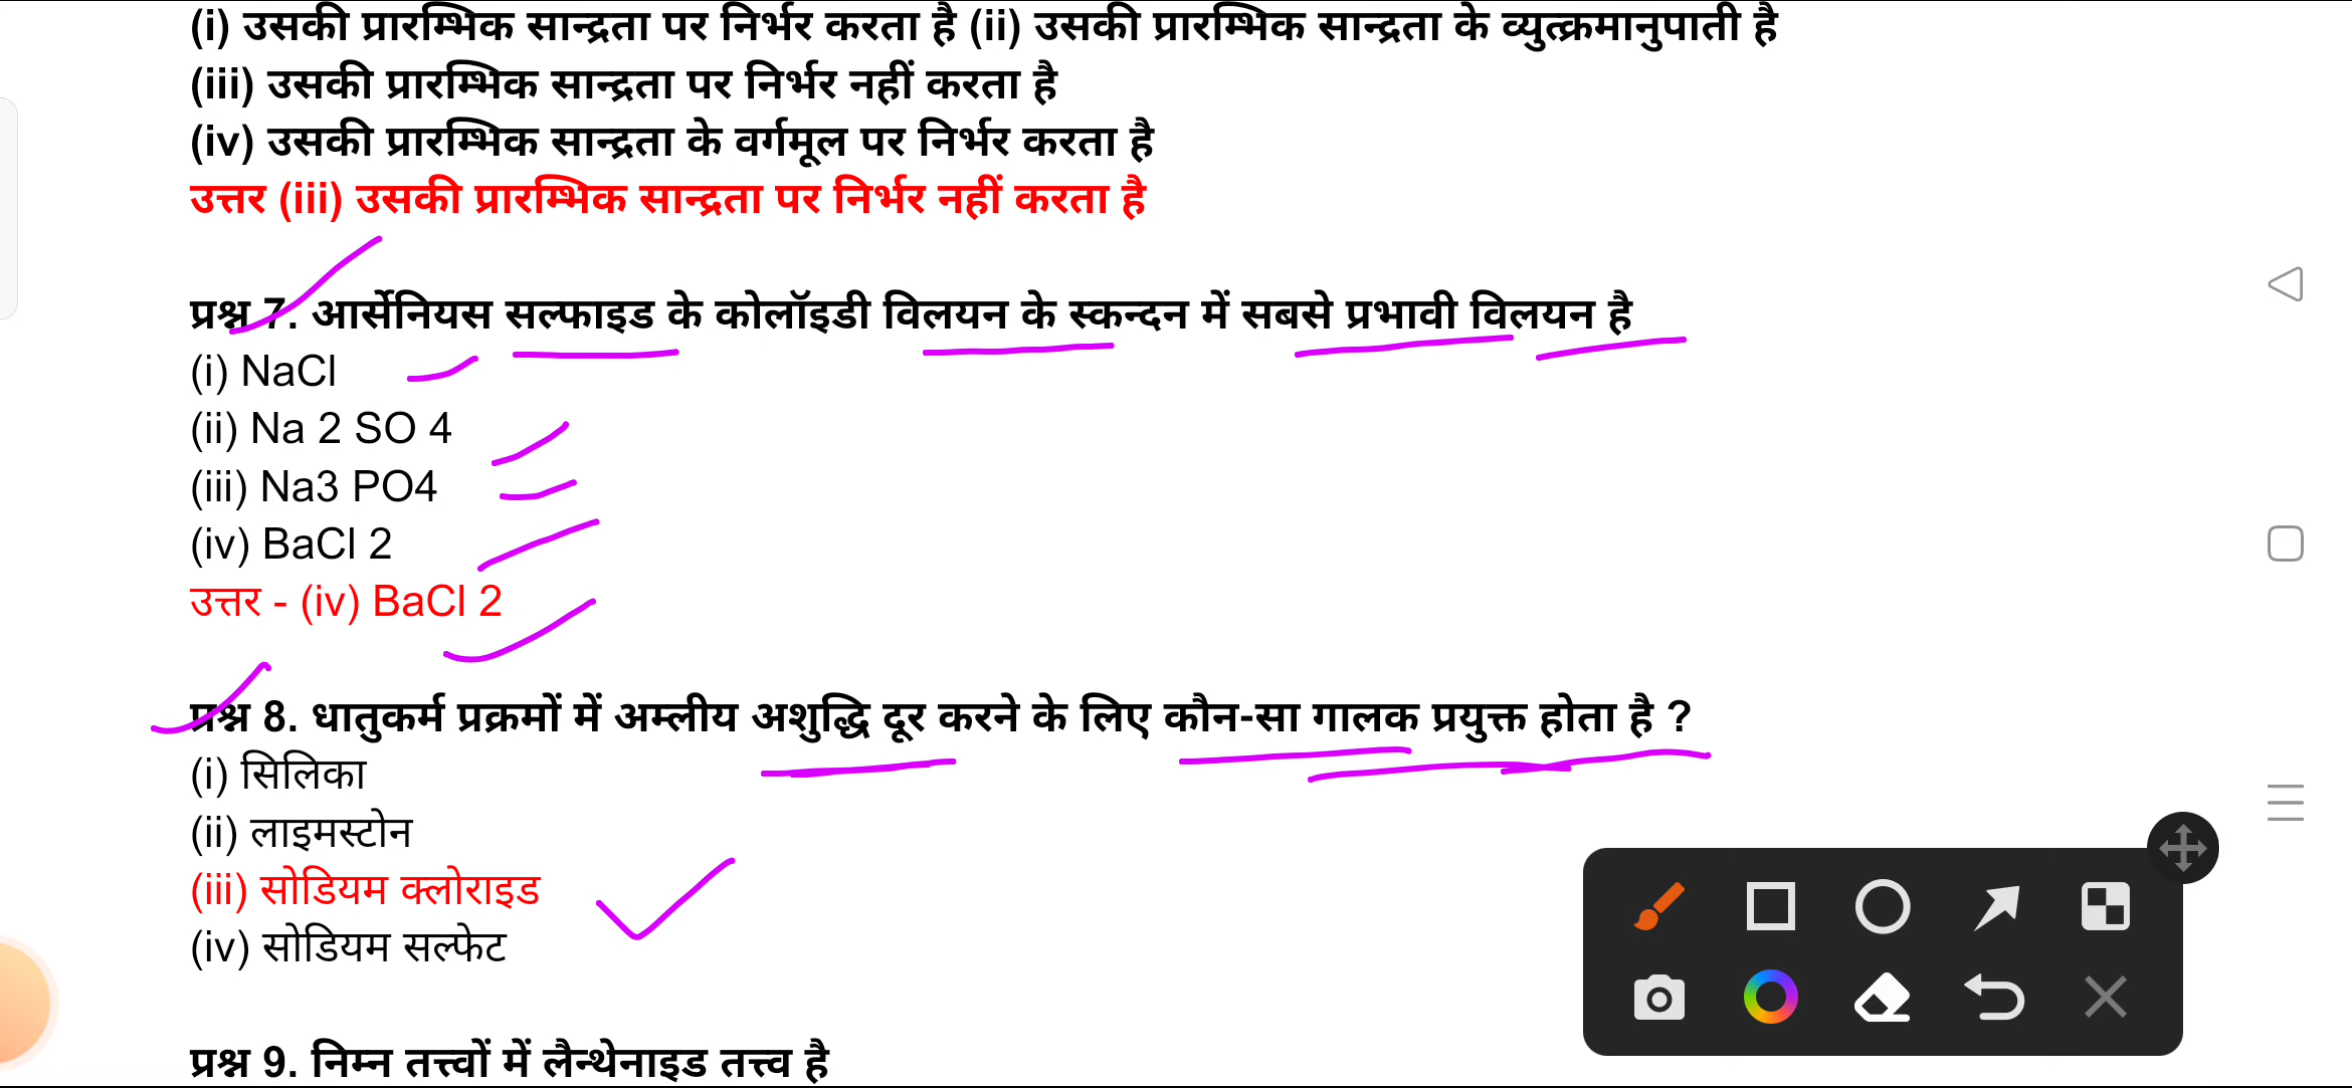 (i) उसकी प्रारम्भिक सान्द्रता पर निर्भर करता है (ii) उसकी प्रारम्भिक सान्द्रता के व्युत्क्रमानुपाती है
(iii) उसकी प्रारम्भिक सान्द्रता पर निर्भर नहीं करता है
(iv) उसकी प्रारम्भिक सान्द्रता के वर्गमूल पर निर्भर करता है
उत्तर (iii) उसकी प्रारम्भिक सान्द्रता पर निर्भर नहीं करता है
प्रश्न 7. आर्सेनियस सल्फाइड के कोलॉइडी विलयन के स्कन्दन में सबसे प्रभावी विलयन है
(i) NaCl
(ii) Na 2 SO 4
(iii) Na3 PO4
(iv) BaCl 2
उत्तर - (iv) BaCl 2
प्रश्न 8. धातुकर्म प्रक्रमों में अम्लीय अशुद्धि दूर करने के लिए कौन-सा गालक प्रयुक्त होता है ?
(i) सिलिका
(ii) लाइमस्टोन
(iii) सोडियम क्लोराइड
(iv) सोडियम सल्फेट
प्रश्न 9. निम्न तत्त्वों में लैन्थेनाइड तत्त्व है